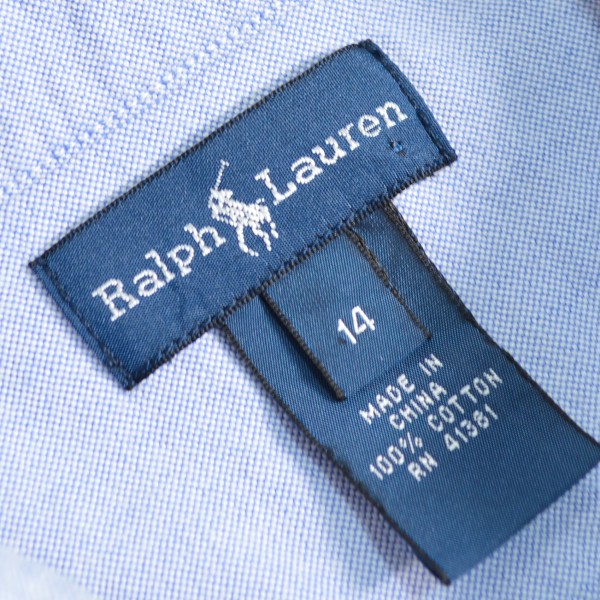 Ralph Lauren
14
MADE IN
CHINA
100% COTTON
RN 41381